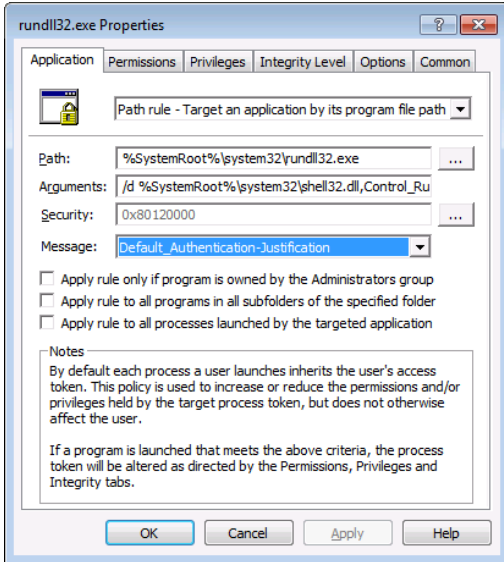 rundll32.exe Properties
Application Permissions Privileges Integrity Level Options Common
Path rule - Target an application by its program file path
Path: %SystemRoot%\system32\rundll32.exe ...
Arguments: /d %SystemRoot%\system32\shell32.dll,Control_Ru
Security: 0x80120000 ...
Message: Default_Authentication-Justification
Apply rule only if program is owned by the Administrators group
Apply rule to all programs in all subfolders of the specified folder
Apply rule to all processes launched by the targeted application
Notes
By default each process a user launches inherits the user's access
token. This policy is used to increase or reduce the permissions and/or
privileges held by the target process token, but does not otherwise
affect the user.
If a program is launched that meets the above criteria, the process
token will be altered as directed by the Permissions, Privileges and
Integrity tabs.
OK Cancel Apply Help